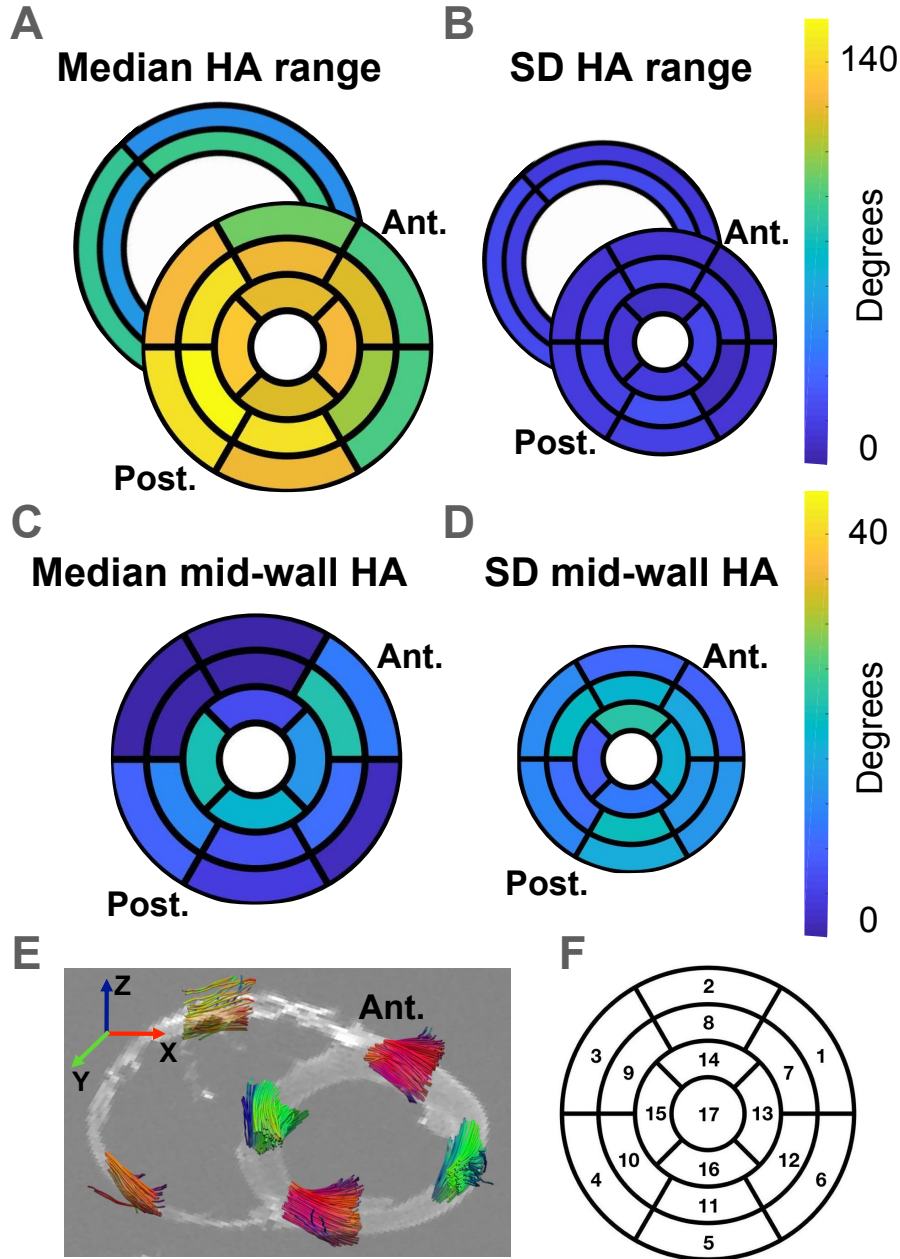 A
Median HA range
B
SD HA range
140
Degrees
0
Ant.
Post.
Ant.
Post.
C
Median mid-wall HA
D
SD mid-wall HA
40
Degrees
0
Ant.
Post.
Ant.
Post.
E
Z
X
Y
Ant.
F
2
8
14
3
9
15
17
13
7
1
4
10
16
12
6
11
5